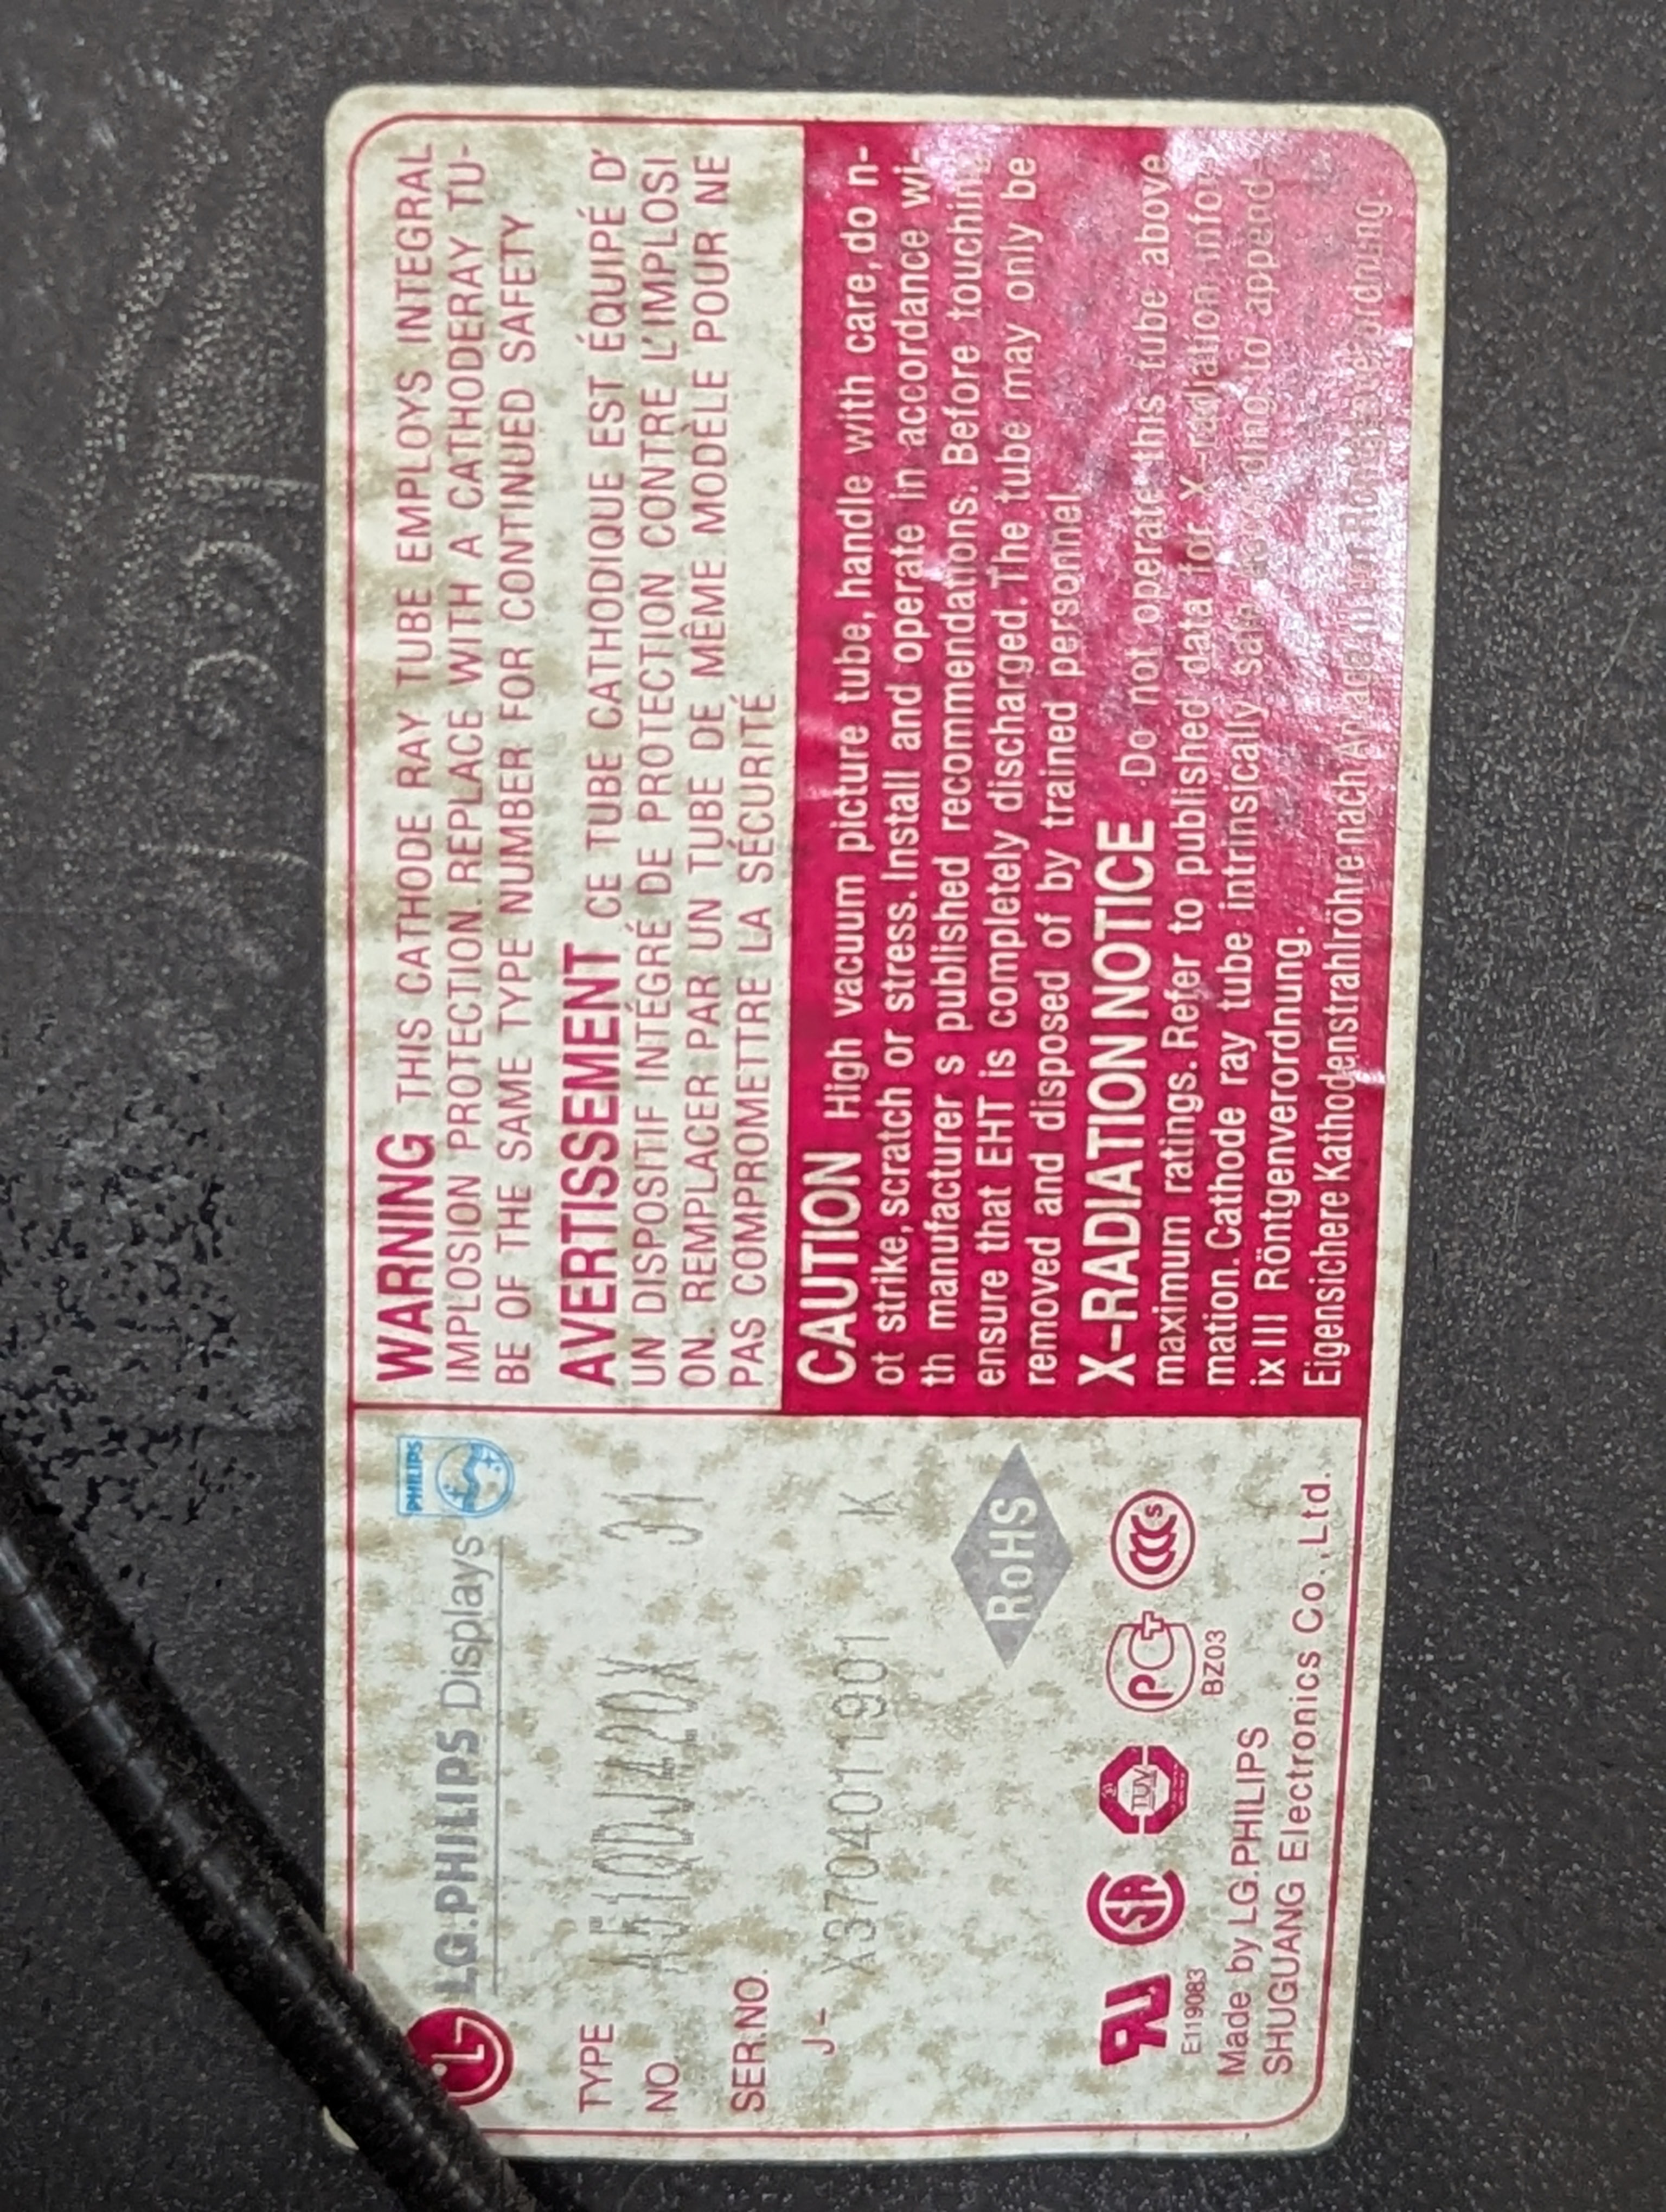 LG.PHILIPS Displays
PHILIPS
TYPE
NO
A51QDJ420X 31
SER.NO.
J- X3704011901 K
RoHS
SA
TUV
PCT
BZ03
CCC S
E119083
Made by LG.PHILIPS
SHUGUANG Electronics Co.,Ltd.
WARNING THIS CATHODE RAY TUBE EMPLOYS INTEGRAL
IMPLOSION PROTECTION. REPLACE WITH A CATHODERAY TU-
BE OF THE SAME TYPE NUMBER FOR CONTINUED SAFETY
AVERTISSEMENT CE TUBE CATHODIQUE EST ÉQUIPÉ D'
UN DISPOSITIF INTÉGRÉ DE PROTECTION CONTRE L'IMPLOSI
ON. REMPLACER PAR UN TUBE DE MÊME MODÈLE POUR NE
PAS COMPROMETTRE LA SÉCURITÉ.
CAUTION High vacuum picture tube, handle with care,do n-
ot strike,scratch or stress.Install and operate in accordance wi-
th manufacturer s published recommendations. Before touching
ensure that EHT is completely discharged.The tube may only be
removed and disposed of by trained personnel
X-RADIATION NOTICE Do not operate this tube above
maximum ratings.Refer to published data for X-radiation infor-
mation.Cathode ray tube intrinsically safe according to append-
ix III Röntgenverordnung.
Eigensichere Kathodenstrahlröhre nach Anlage III der Röntgenverordnung.